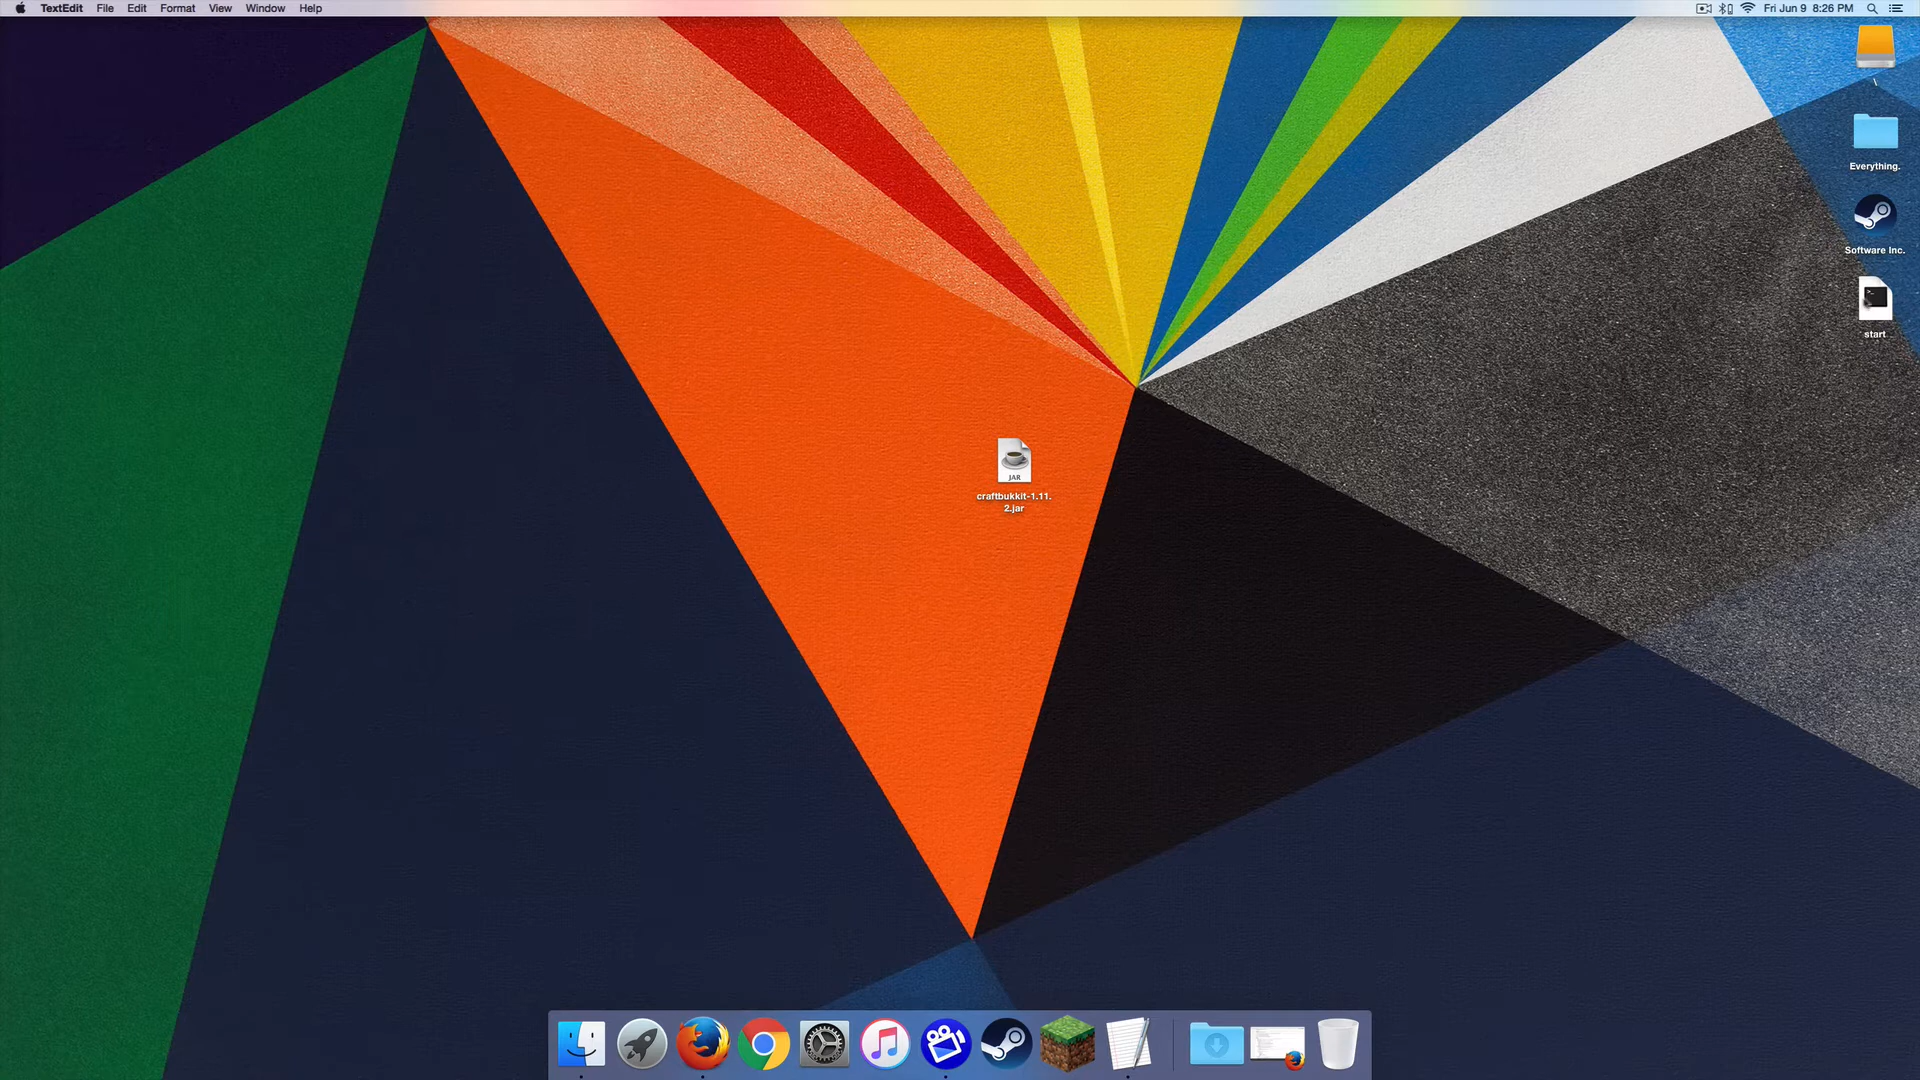 TextEdit File Edit Format View Window Help
Fri Jun 9 8:26 PM
\
Everything.
Software Inc.
start
JAR
craftbukkit-1.11.
2.jar